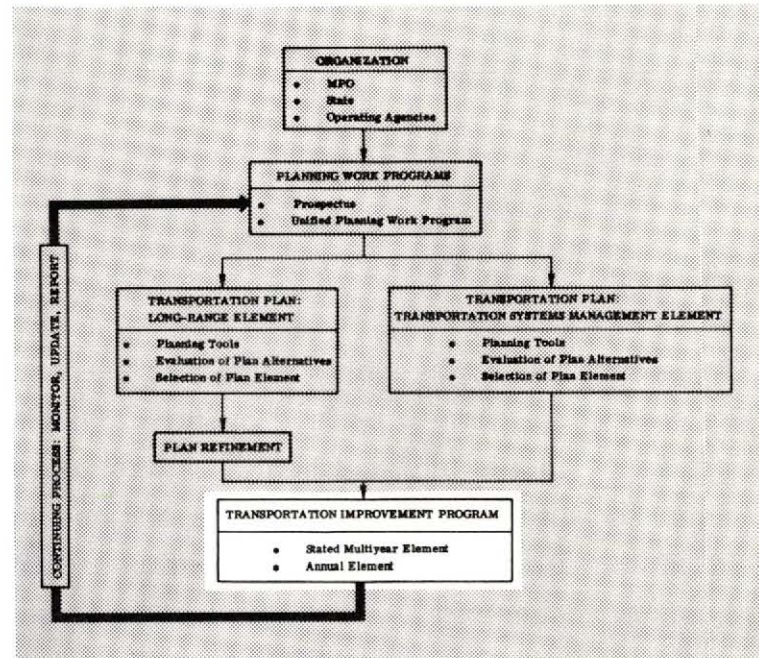 ORGANIZATION
• MPO
• State
• Operating Agencies
PLANNING WORK PROGRAMS
• Prospectus
• Unified Planning Work Program
TRANSPORTATION PLAN:
LONG-RANGE ELEMENT
• Planning Tools
• Evaluation of Plan Alternatives
• Selection of Plan Element
TRANSPORTATION PLAN:
TRANSPORTATION SYSTEMS MANAGEMENT ELEMENT
• Planning Tools
• Evaluation of Plan Alternatives
• Selection of Plan Element
PLAN REFINEMENT
TRANSPORTATION IMPROVEMENT PROGRAM
• Stated Multiyear Element
• Annual Element
CONTINUING PROCESS: MONITOR, UPDATE, REPORT